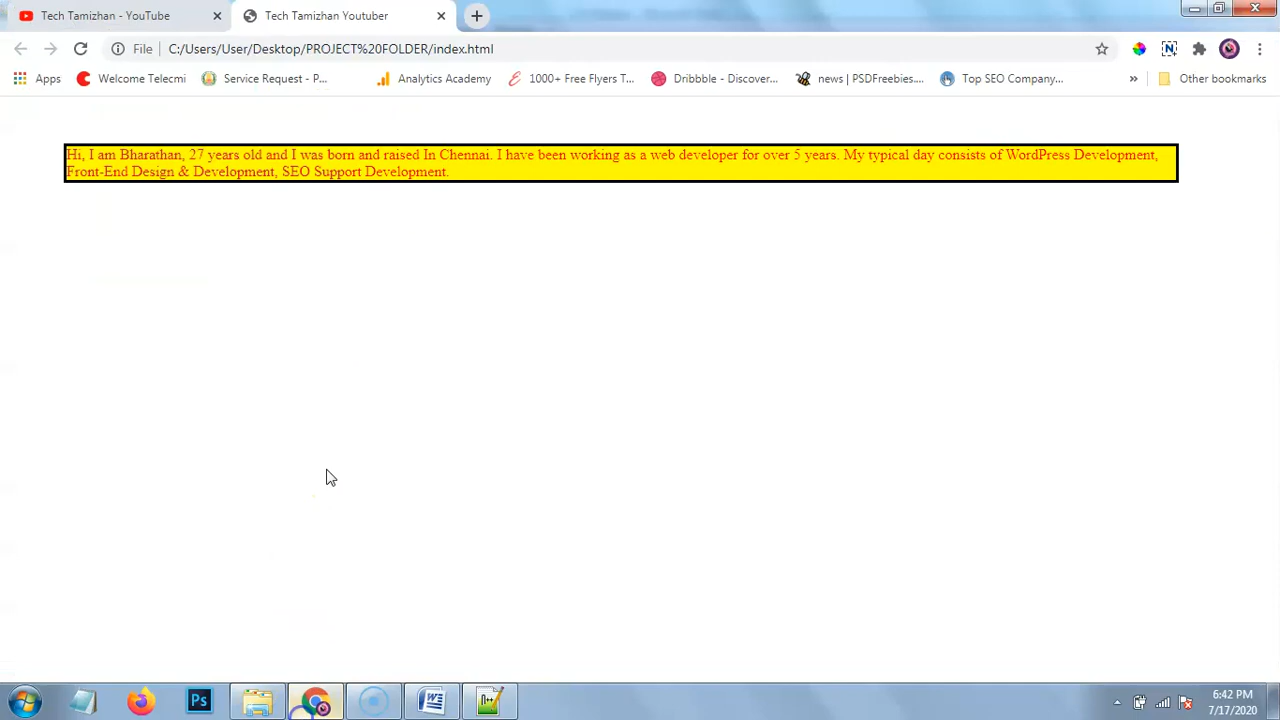 Tech Tamizhan - YouTube
Tech Tamizhan Youtuber
File
C:/Users/User/Desktop/PROJECT%20FOLDER/index.html
Apps
Welcome Telecmi
Service Request - P...
Analytics Academy
1000+ Free Flyers T...
Dribbble - Discover...
news | PSDFreebies....
Top SEO Company...
»
Other bookmarks
Hi, I am Bharathan, 27 years old and I was born and raised In Chennai. I have been working as a web developer for over 5 years. My typical day consists of WordPress Development,
Front-End Design & Development, SEO Support Development.
Ps
6:42 PM
7/17/2020